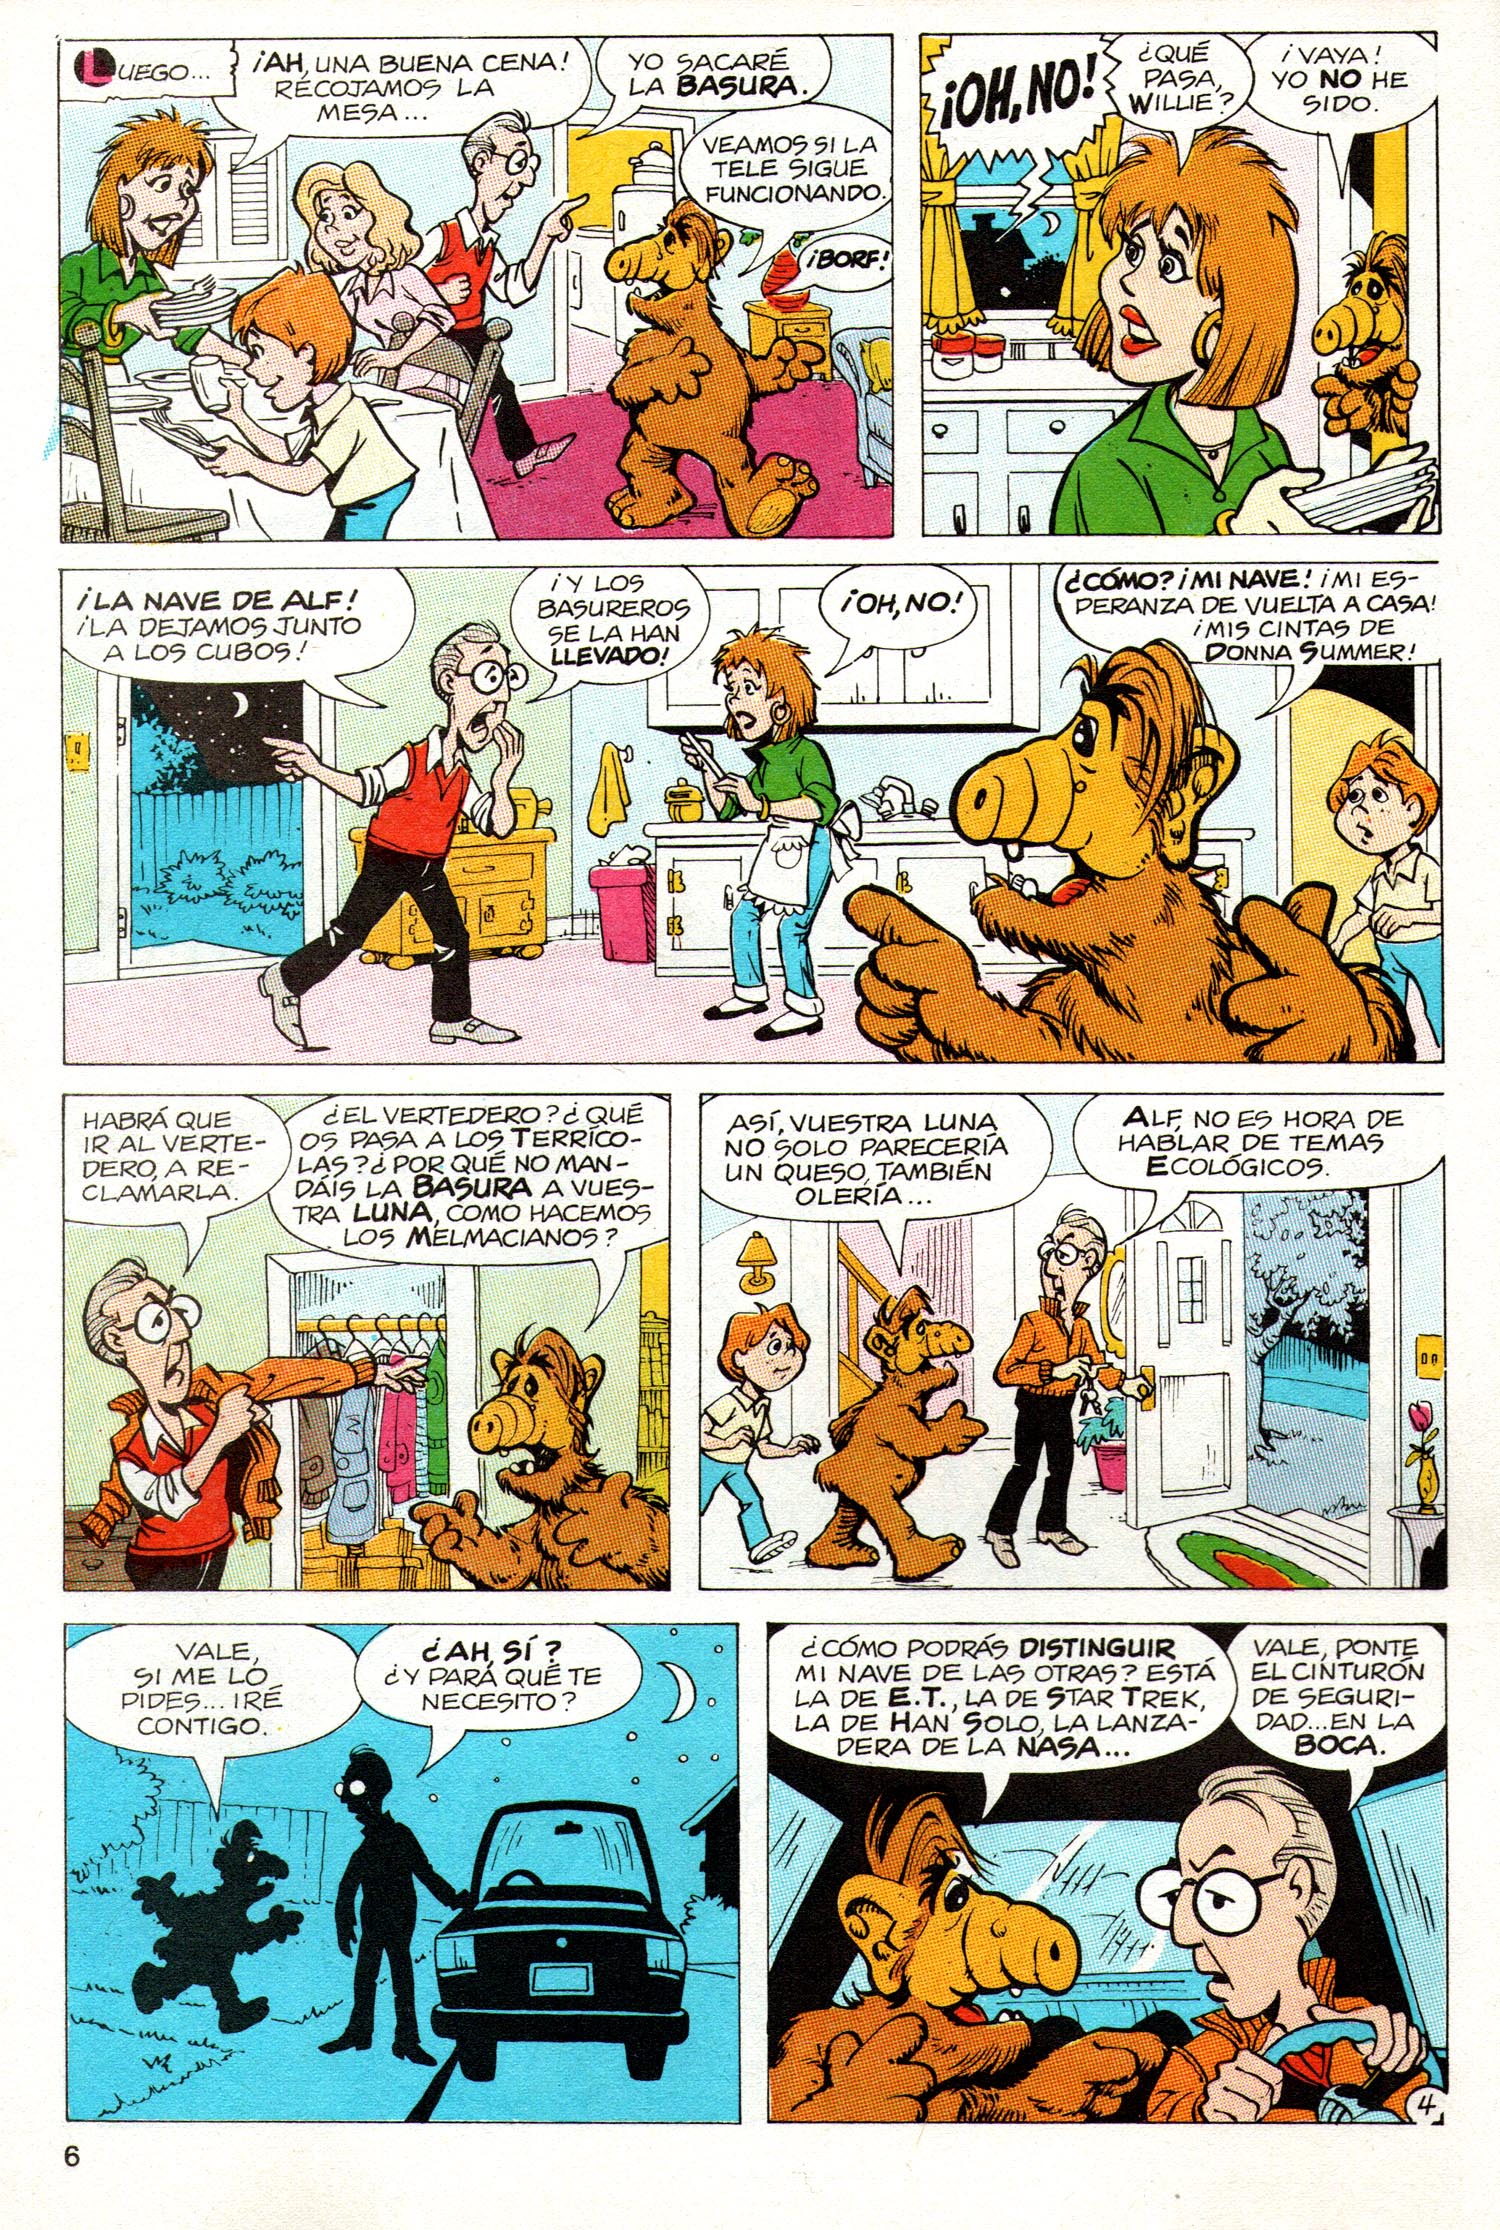 LUEGO...
¡AH, UNA BUENA CENA!
RECOJAMOS LA
MESA...
YO SACARÉ
LA BASURA.
VEAMOS SI LA
TELE SIGUE
FUNCIONANDO.
¡BORF!
¡OH, NO!
¿QUÉ
PASA,
WILLIE?
¡VAYA!
YO NO HE
SIDO.
¡LA NAVE DE ALF!
¡LA DEJAMOS JUNTO
A LOS CUBOS!
¡Y LOS
BASUREROS
SE LA HAN
LLEVADO!
¡OH, NO!
¿CÓMO? ¡MI NAVE! ¡MI ES-
PERANZA DE VUELTA A CASA!
¡MIS CINTAS DE
DONNA SUMMER!
HABRÁ QUE
IR AL VERTE-
DERO, A RE-
CLAMARLA.
¿EL VERTEDERO? ¿QUÉ
OS PASA A LOS TERRÍCO-
LAS? ¿POR QUÉ NO MAN-
DÁIS LA BASURA A VUES-
TRA LUNA, COMO HACEMOS
LOS MELMACIANOS?
ASÍ, VUESTRA LUNA
NO SOLO PARECERÍA
UN QUESO, TAMBIÉN
OLERÍA...
ALF, NO ES HORA DE
HABLAR DE TEMAS
ECOLÓGICOS.
VALE,
SI ME LO
PIDES... IRÉ
CONTIGO.
¿AH, SÍ?
¿Y PARÁ QUÉ TE
NECESITO?
¿CÓMO PODRÁS DISTINGUIR
MI NAVE DE LAS OTRAS? ESTÁ
LA DE E.T., LA DE STAR TREK,
LA DE HAN SOLO, LA LANZA-
DERA DE LA NASA...
VALE, PONTE
EL CINTURÓN
DE SEGURI-
DAD... EN LA
BOCA.
4
6